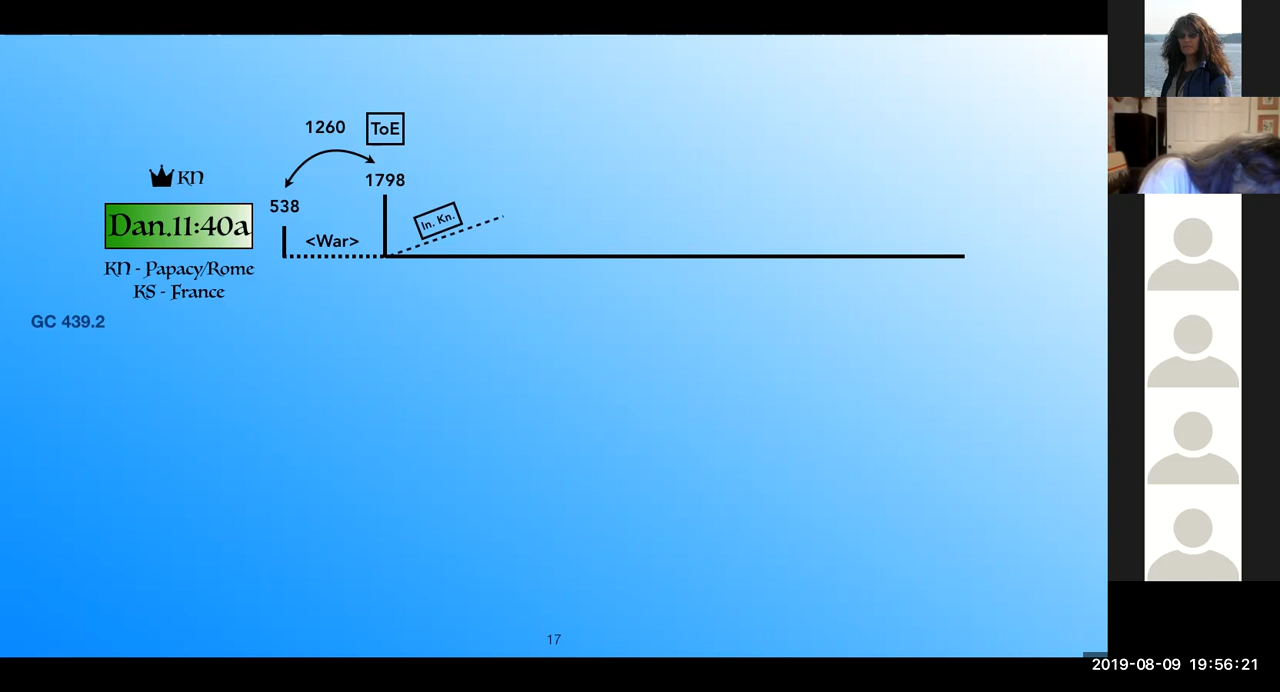 1260
ToE
KN
1798
538
Dan.11:40a
In. Kn.
<War>
KN - Papacy/Rome
KS - France
GC 439.2
17
2019-08-09 19:56:21